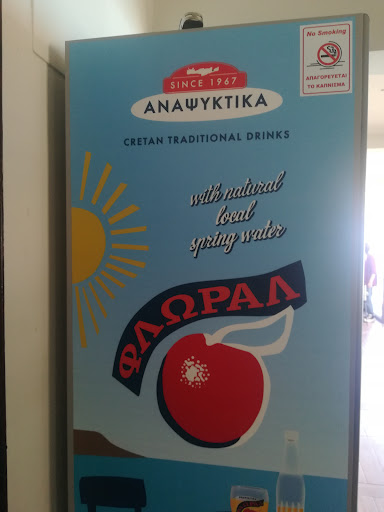 SINCE 1967
ΑΝΑΨΥΚΤΙΚΑ
CRETAN TRADITIONAL DRINKS
No Smoking
ΑΠΑΓΟΡΕΥΕΤΑΙ
ΤΟ ΚΑΠΝΙΣΜΑ
with natural
local
spring water
ΦΛΩΡΑΛ